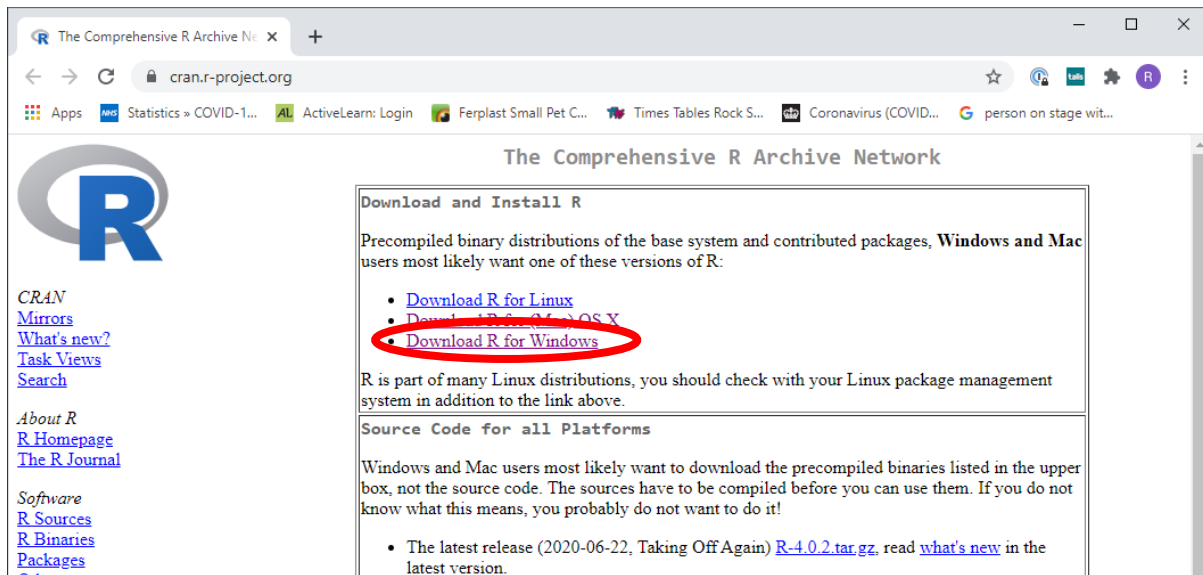 The Comprehensive R Archive Ne
cran.r-project.org
R
Apps
NHS
Statistics » COVID-1...
AL
ActiveLearn: Login
Ferplast Small Pet C...
Times Tables Rock S...
Coronavirus (COVID...
G
person on stage wit...
R
CRAN
Mirrors
What's new?
Task Views
Search
About R
R Homepage
The R Journal
Software
R Sources
R Binaries
Packages
The Comprehensive R Archive Network
Download and Install R
Precompiled binary distributions of the base system and contributed packages, Windows and Mac
users most likely want one of these versions of R:
• Download R for Linux
• Download R for (Mac) OS X
• Download R for Windows
R is part of many Linux distributions, you should check with your Linux package management
system in addition to the link above.
Source Code for all Platforms
Windows and Mac users most likely want to download the precompiled binaries listed in the upper
box, not the source code. The sources have to be compiled before you can use them. If you do not
know what this means, you probably do not want to do it!
• The latest release (2020-06-22, Taking Off Again) R-4.0.2.tar.gz, read what's new in the
latest version.